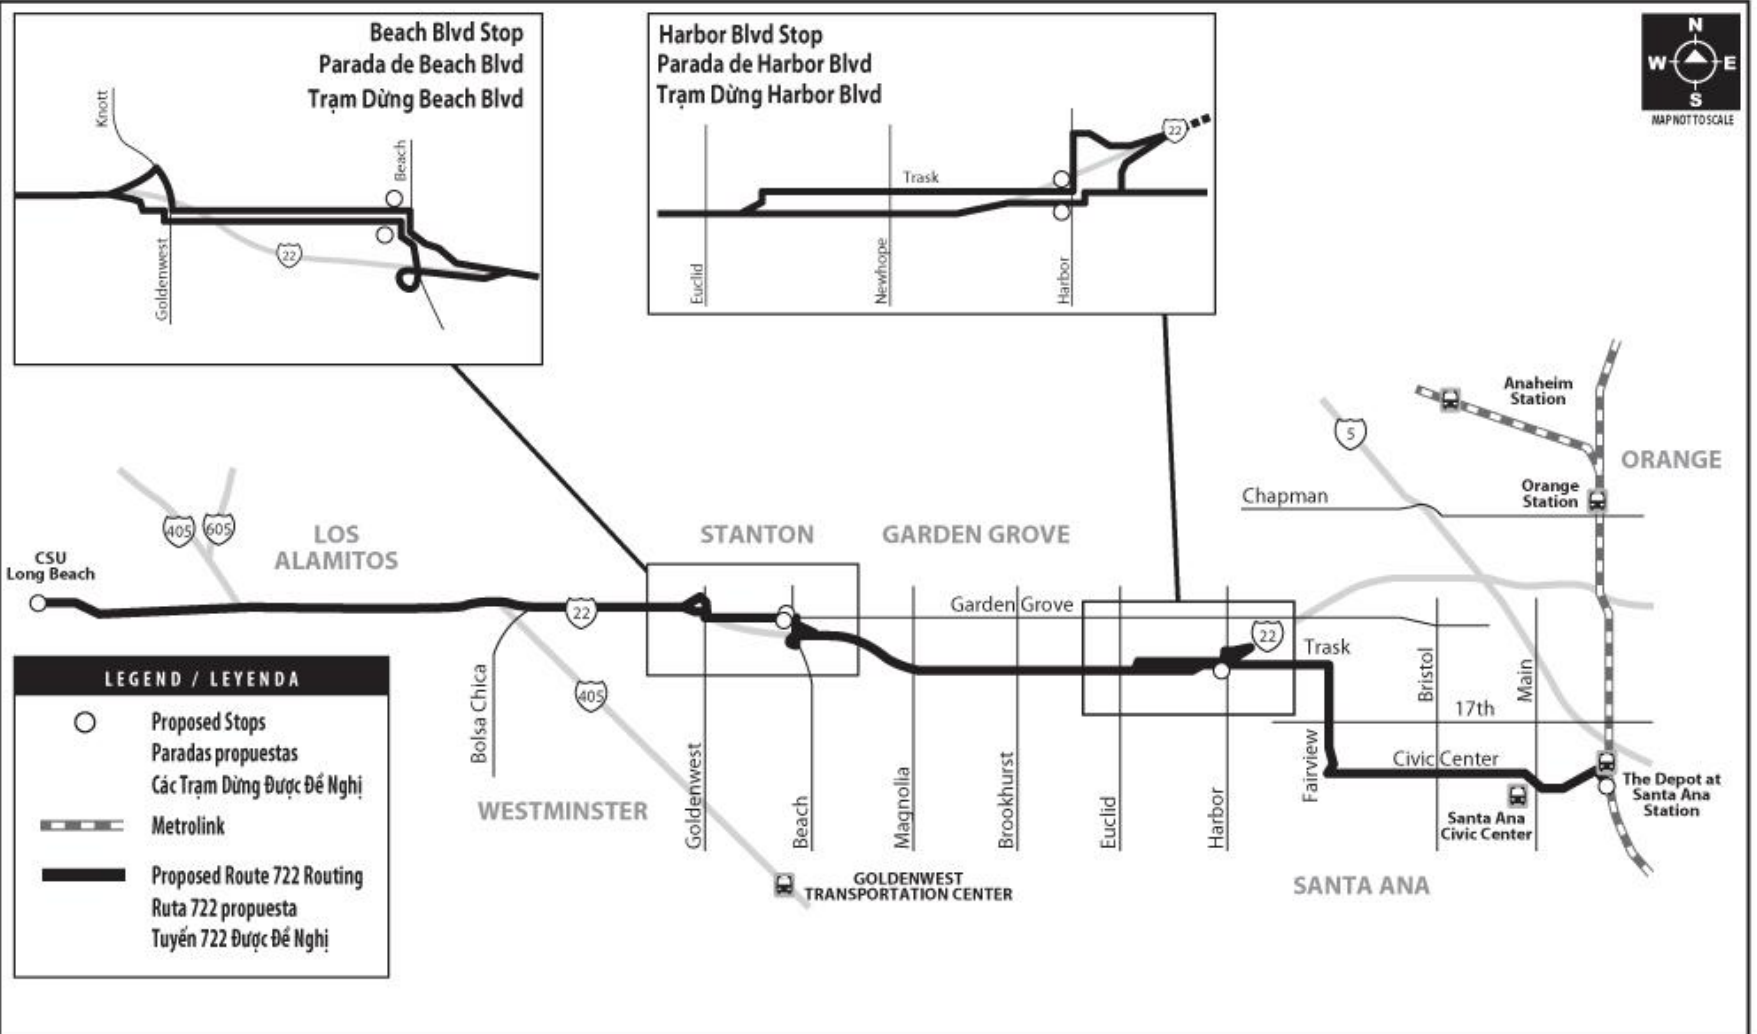 Beach Blvd Stop
Parada de Beach Blvd
Trạm Dừng Beach Blvd
Knott
Beach
Goldenwest
22
Harbor Blvd Stop
Parada de Harbor Blvd
Trạm Dừng Harbor Blvd
22
Trask
Euclid
Newhope
Harbor
N
W E
S
MAP NOT TO SCALE
Anaheim
Station
5
ORANGE
Orange
Station
Chapman
405
605
LOS
ALAMITOS
STANTON
GARDEN GROVE
CSU
Long Beach
22
Garden Grove
22
Trask
Bolsa Chica
405
Goldenwest
Beach
Magnolia
Brookhurst
Euclid
Harbor
Fairview
Bristol
Main
17th
Civic Center
The Depot at
Santa Ana
Station
Santa Ana
Civic Center
WESTMINSTER
GOLDENWEST
TRANSPORTATION CENTER
SANTA ANA
LEGEND / LEYENDA
Proposed Stops
Paradas propuestas
Các Trạm Dừng Được Đề Nghị
Metrolink
Proposed Route 722 Routing
Ruta 722 propuesta
Tuyến 722 Được Đề Nghị